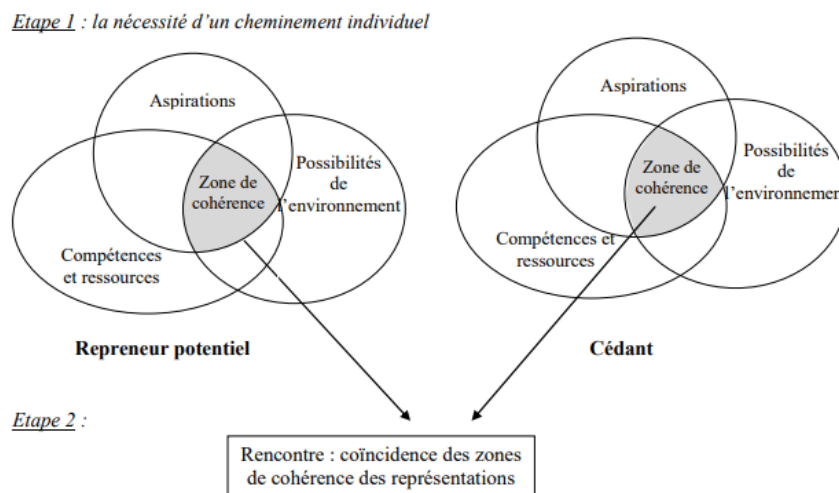 Etape 1 : la nécessité d'un cheminement individuel
Aspirations
Possibilités
de
l'environnement
Zone de
cohérence
Compétences
et ressources
Repreneur potentiel
Aspirations
Possibilités
de
l'environnement
Zone de
cohérence
Compétences et
ressources
Cédant
Etape 2 :
Rencontre : coïncidence des zones
de cohérence des représentations